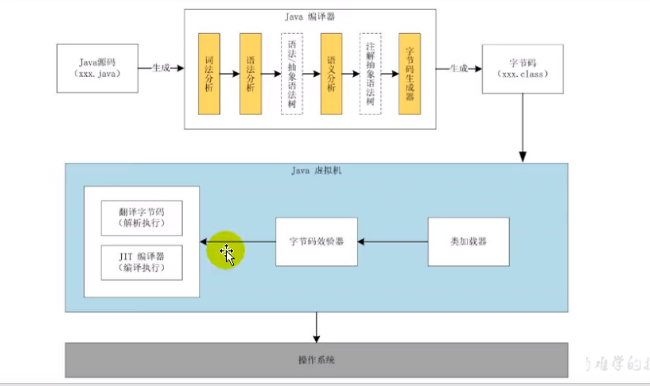 Java 编译器
Java源码
（xxx.java）
生成
词法分析
语法分析
语法/抽象语法树
语义分析
注解抽象语法树
字节码生成器
生成
字节码
（xxx.class）
Java 虚拟机
翻译字节码
（解析执行）
JIT 编译器
（编译执行）
字节码效验器
类加载器
操作系统
难学的